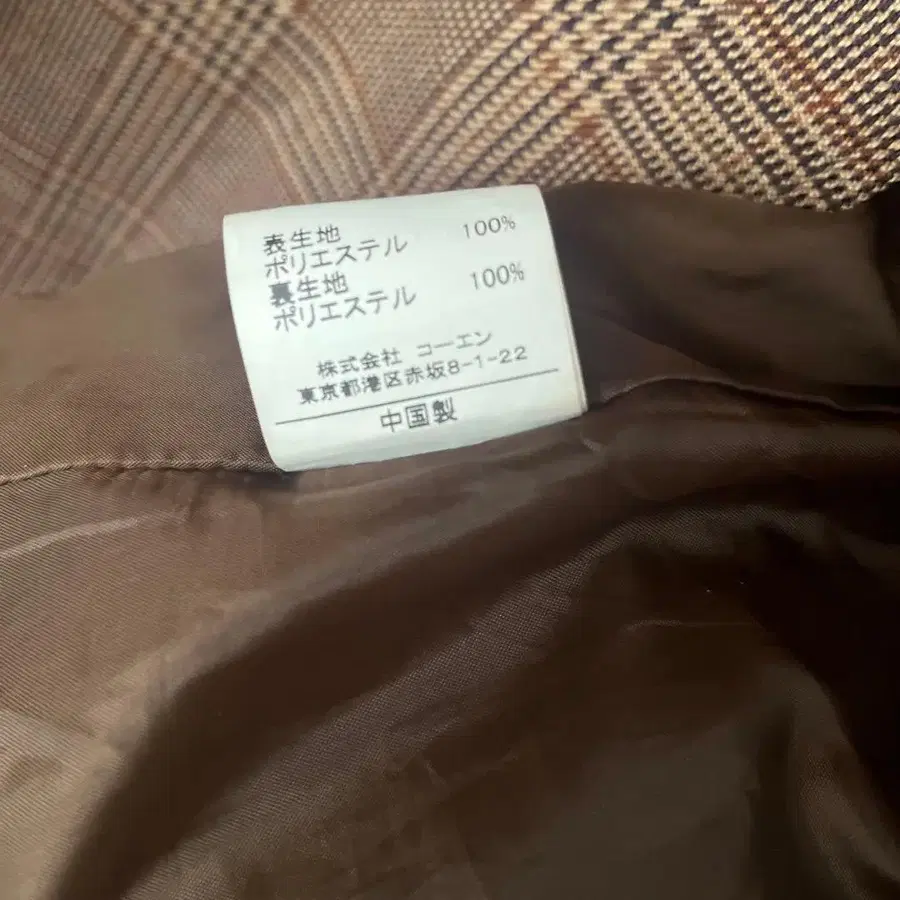 表生地
ポリエステル 100%
裏生地
ポリエステル 100%
株式会社 コーエン
東京都港区赤坂8-1-22
中国製